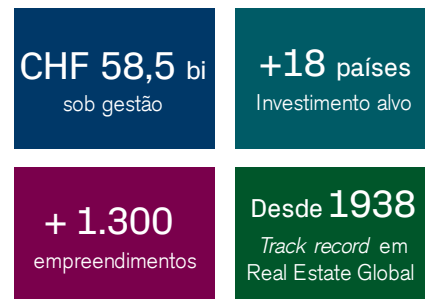 CHF 58,5 bi
sob gestão
+18 países
Investimento alvo
+ 1.300
empreendimentos
Desde 1938
Track record em
Real Estate Global